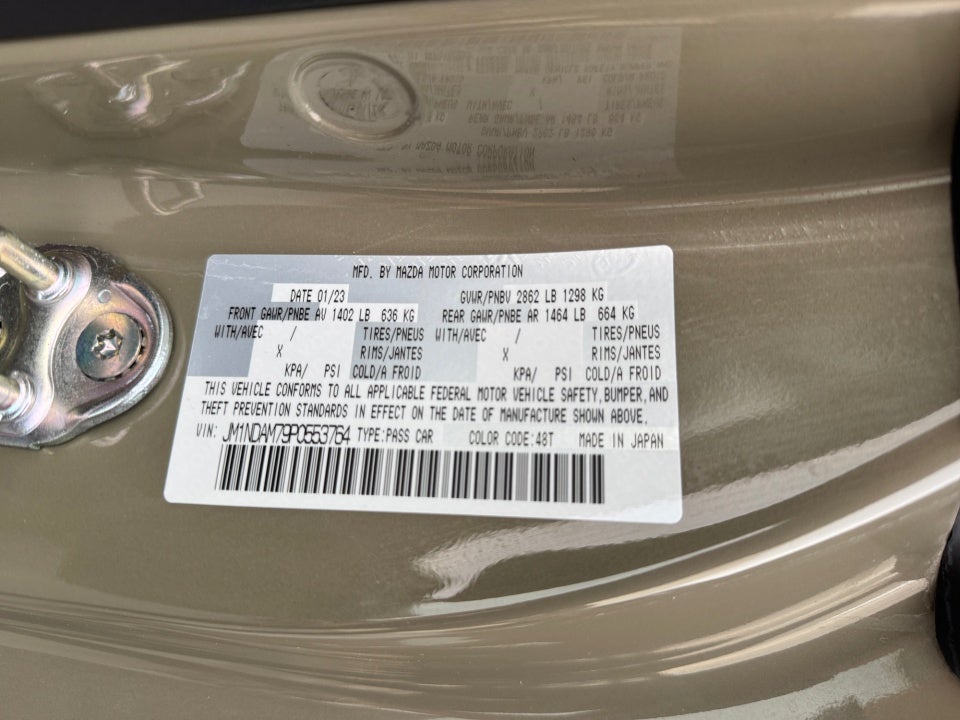 MFD. BY MAZDA MOTOR CORPORATION
DATE 01/23 GVWR/PNBV 2862 LB 1298 KG
FRONT GAWR/PNBE AV 1402 LB 636 KG REAR GAWR/PNBE AR 1464 LB 664 KG
WITH/AVEC / TIRES/PNEUS WITH/AVEC / TIRES/PNEUS
X RIMS/JANTES X RIMS/JANTES
KPA/ PSI COLD/A FROID KPA/ PSI COLD/A FROID
THIS VEHICLE CONFORMS TO ALL APPLICABLE FEDERAL MOTOR VEHICLE SAFETY, BUMPER, AND
THEFT PREVENTION STANDARDS IN EFFECT ON THE DATE OF MANUFACTURE SHOWN ABOVE.
VIN: JM1NDAM79P0553764 TYPE:PASS CAR COLOR CODE:48T MADE IN JAPAN